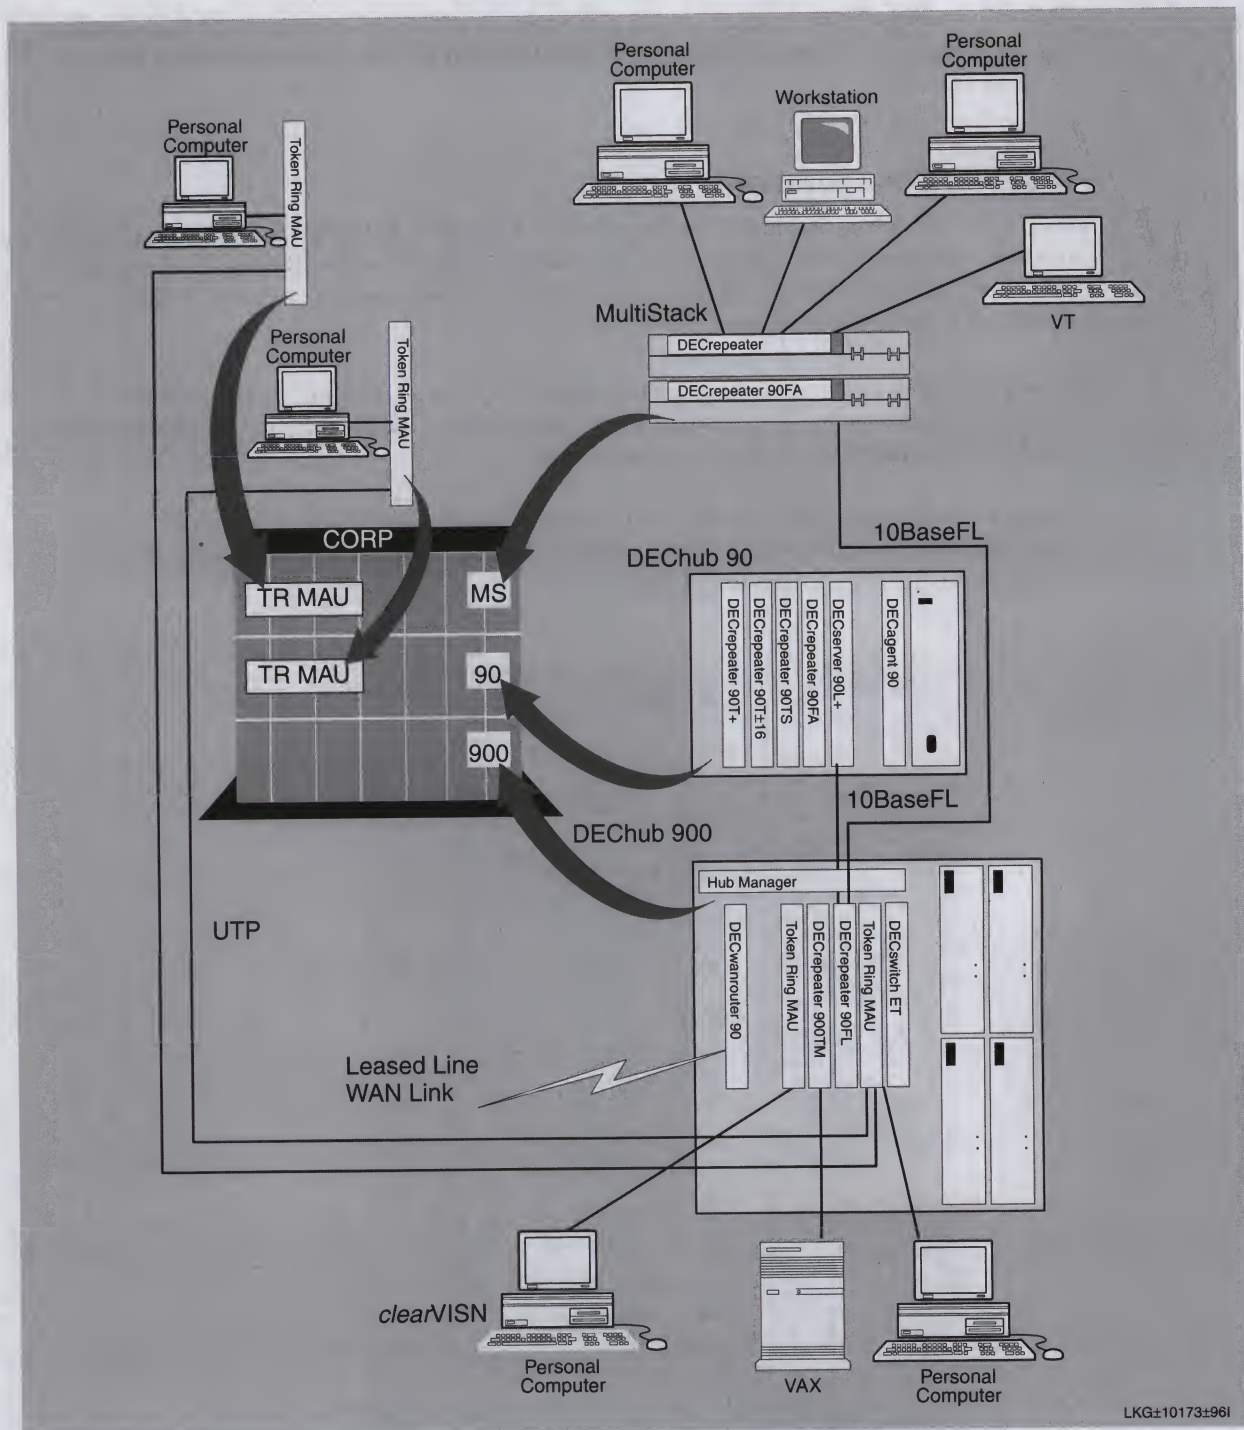 Personal
Computer
Personal
Computer
Workstation
Personal
Computer
Token Ring MAU
VT
MultiStack
DECrepeater
DECrepeater 90FA
Personal
Computer
Token Ring MAU
10BaseFL
CORP
DEChub 90
TR MAU
MS
TR MAU
90
900
DECrepeater 90T+
DECrepeater 90T±16
DECrepeater 90TS
DECrepeater 90FA
DECserver 90L+
DECagent 90
10BaseFL
DEChub 900
Hub Manager
UTP
DECwanrouter 90
Token Ring MAU
DECrepeater 900TM
DECrepeater 90FL
Token Ring MAU
DECswitch ET
Leased Line
WAN Link
clearVISN
Personal
Computer
VAX
Personal
Computer
LKG±10173±96I